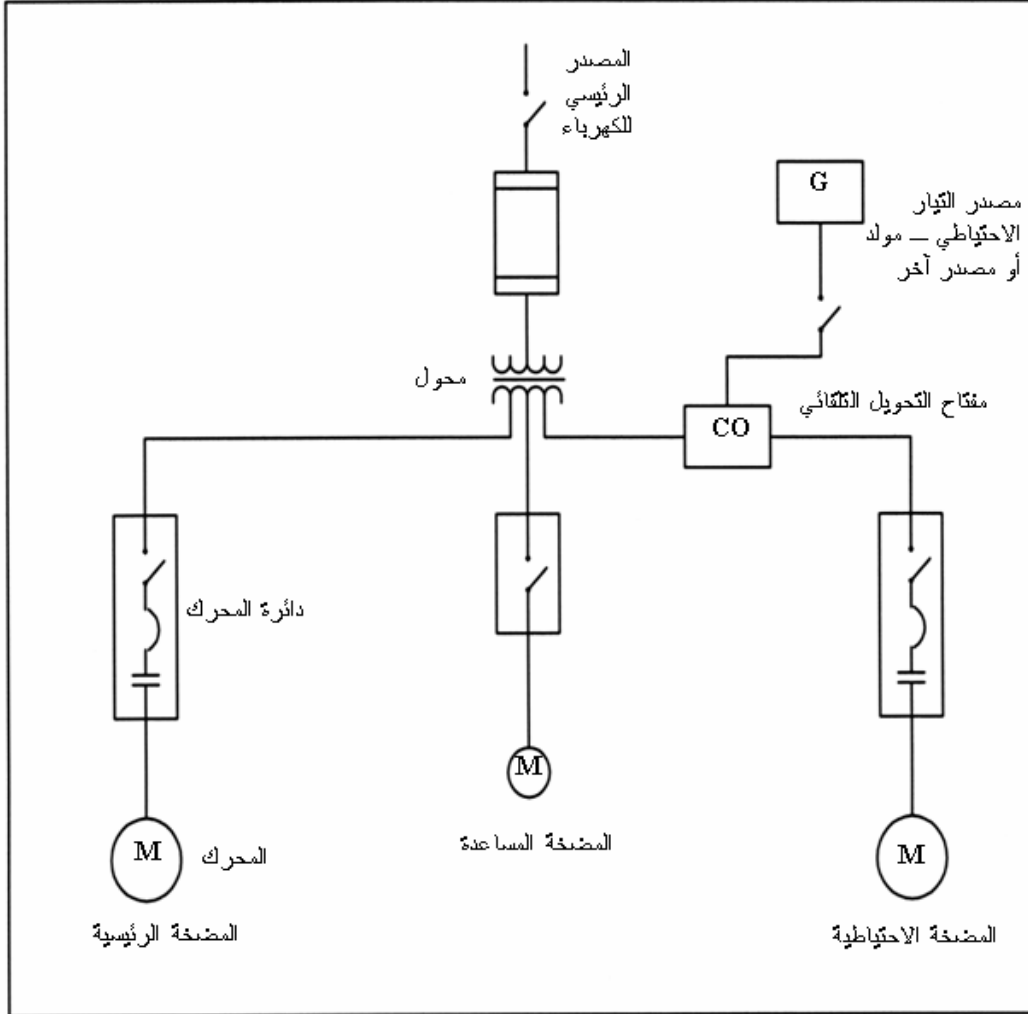 المصدر
الرئيسي
للكهرباء
G
مصدر التيار
الاحتياطي – مولد
أو مصدر آخر
محول
مفتاح التحويل التلقائي
CO
دائرة المحرك
M
المضخة المساعدة
M
المحرك
M
المضخة الرئيسية
المضخة الاحتياطية